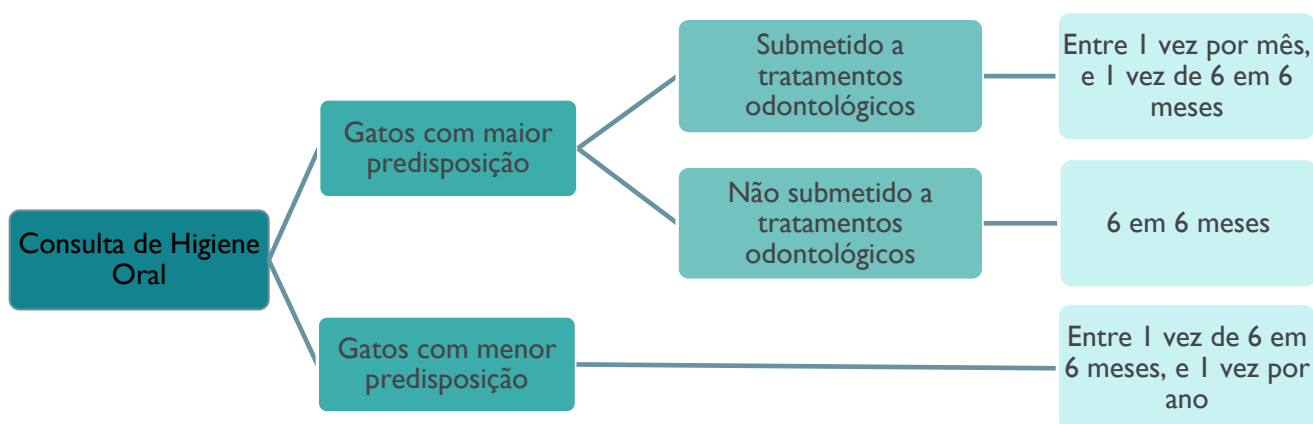 Submetido a
tratamentos
odontológicos
Entre 1 vez por mês,
e 1 vez de 6 em 6
meses
Gatos com maior
predisposição
Não submetido a
tratamentos
odontológicos
6 em 6 meses
Consulta de Higiene
Oral
Gatos com menor
predisposição
Entre 1 vez de 6 em
6 meses, e 1 vez por
ano